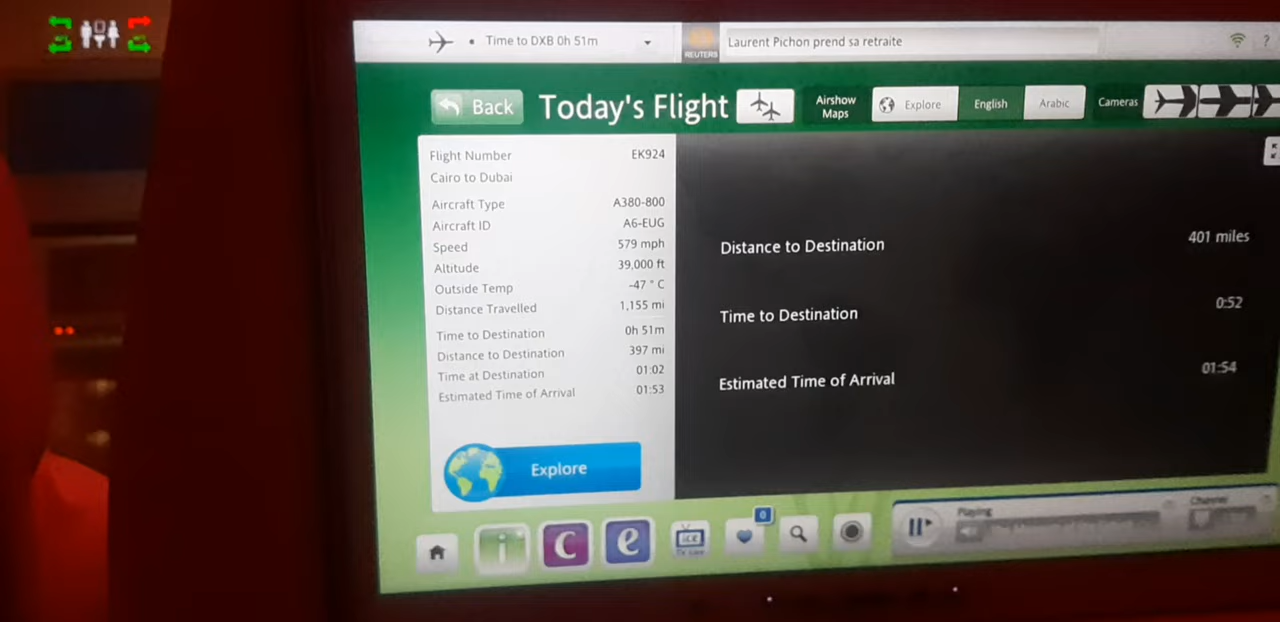 Time to DXB 0h 51m
REUTERS
Laurent Pichon prend sa retraite
?
Back
Today's Flight
Airshow Maps
Explore
English
Arabic
Cameras
Flight Number EK924
Cairo to Dubai
Aircraft Type A380-800
Aircraft ID A6-EUG
Speed 579 mph
Altitude 39,000 ft
Outside Temp -47 ° C
Distance Travelled 1,155 mi
Time to Destination 0h 51m
Distance to Destination 397 mi
Time at Destination 01:02
Estimated Time of Arrival 01:53
Explore
Distance to Destination 401 miles
Time to Destination 0:52
Estimated Time of Arrival 01:54
i
C
e
ice
TV Live
0
Playing
Channel